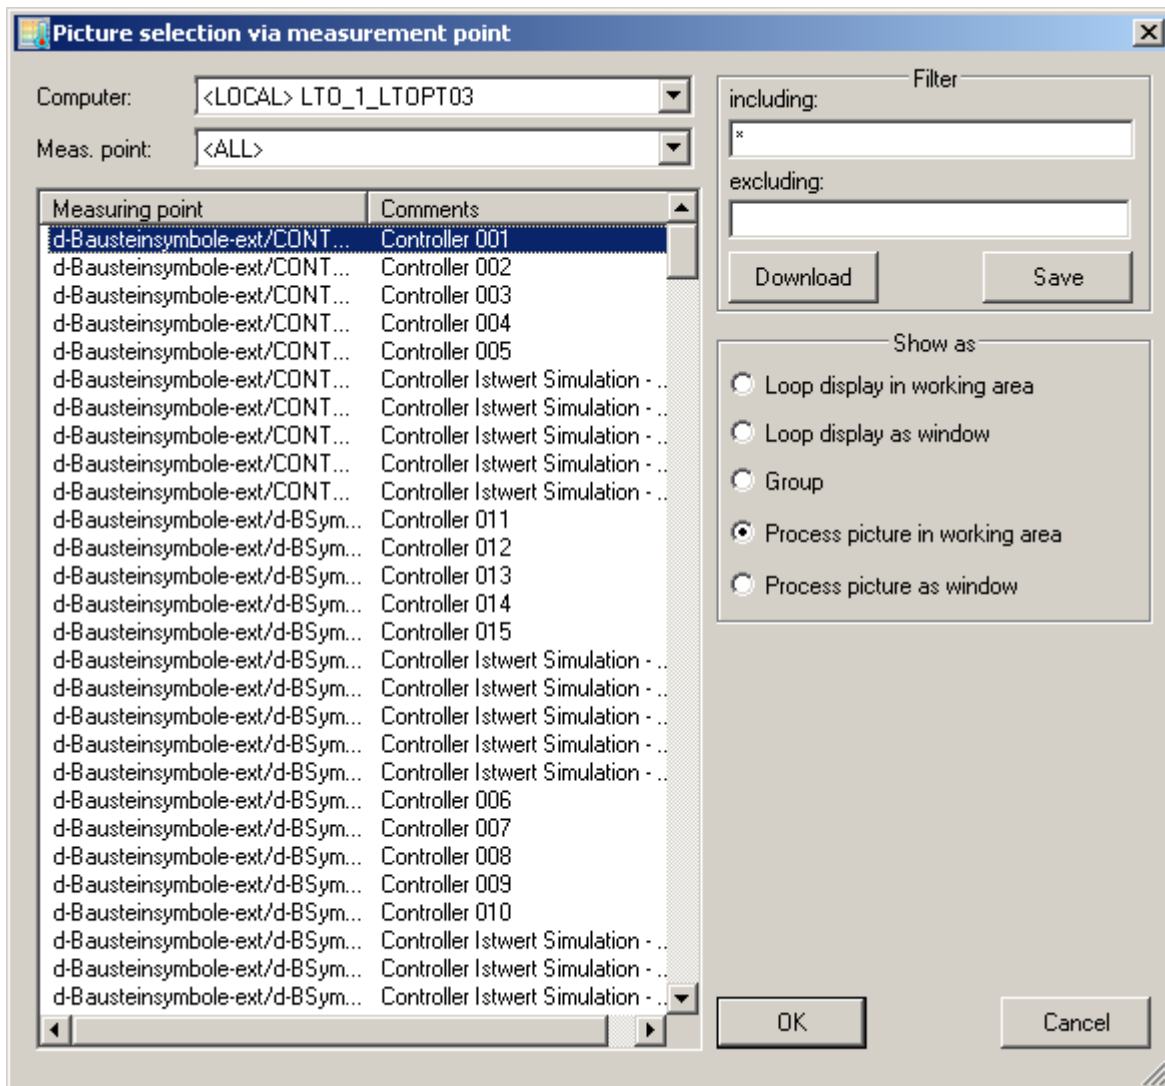 Picture selection via measurement point
Computer: <LOCAL> LTO_1_LTOPT03
Meas. point: <ALL>
Measuring point Comments
d-Bausteinsymbole-ext/CONT... Controller 001
d-Bausteinsymbole-ext/CONT... Controller 002
d-Bausteinsymbole-ext/CONT... Controller 003
d-Bausteinsymbole-ext/CONT... Controller 004
d-Bausteinsymbole-ext/CONT... Controller 005
d-Bausteinsymbole-ext/CONT... Controller Istwert Simulation - ..
d-Bausteinsymbole-ext/CONT... Controller Istwert Simulation - ..
d-Bausteinsymbole-ext/CONT... Controller Istwert Simulation - ..
d-Bausteinsymbole-ext/CONT... Controller Istwert Simulation - ..
d-Bausteinsymbole-ext/CONT... Controller Istwert Simulation - ..
d-Bausteinsymbole-ext/d-BSym... Controller 011
d-Bausteinsymbole-ext/d-BSym... Controller 012
d-Bausteinsymbole-ext/d-BSym... Controller 013
d-Bausteinsymbole-ext/d-BSym... Controller 014
d-Bausteinsymbole-ext/d-BSym... Controller 015
d-Bausteinsymbole-ext/d-BSym... Controller Istwert Simulation - ..
d-Bausteinsymbole-ext/d-BSym... Controller Istwert Simulation - ..
d-Bausteinsymbole-ext/d-BSym... Controller Istwert Simulation - ..
d-Bausteinsymbole-ext/d-BSym... Controller Istwert Simulation - ..
d-Bausteinsymbole-ext/d-BSym... Controller Istwert Simulation - ..
d-Bausteinsymbole-ext/d-BSym... Controller 006
d-Bausteinsymbole-ext/d-BSym... Controller 007
d-Bausteinsymbole-ext/d-BSym... Controller 008
d-Bausteinsymbole-ext/d-BSym... Controller 009
d-Bausteinsymbole-ext/d-BSym... Controller 010
d-Bausteinsymbole-ext/d-BSym... Controller Istwert Simulation - ..
d-Bausteinsymbole-ext/d-BSym... Controller Istwert Simulation - ..
d-Bausteinsymbole-ext/d-BSym... Controller Istwert Simulation - ..
Filter
including:
*
excluding:
Download Save
Show as
Loop display in working area
Loop display as window
Group
Process picture in working area
Process picture as window
OK Cancel